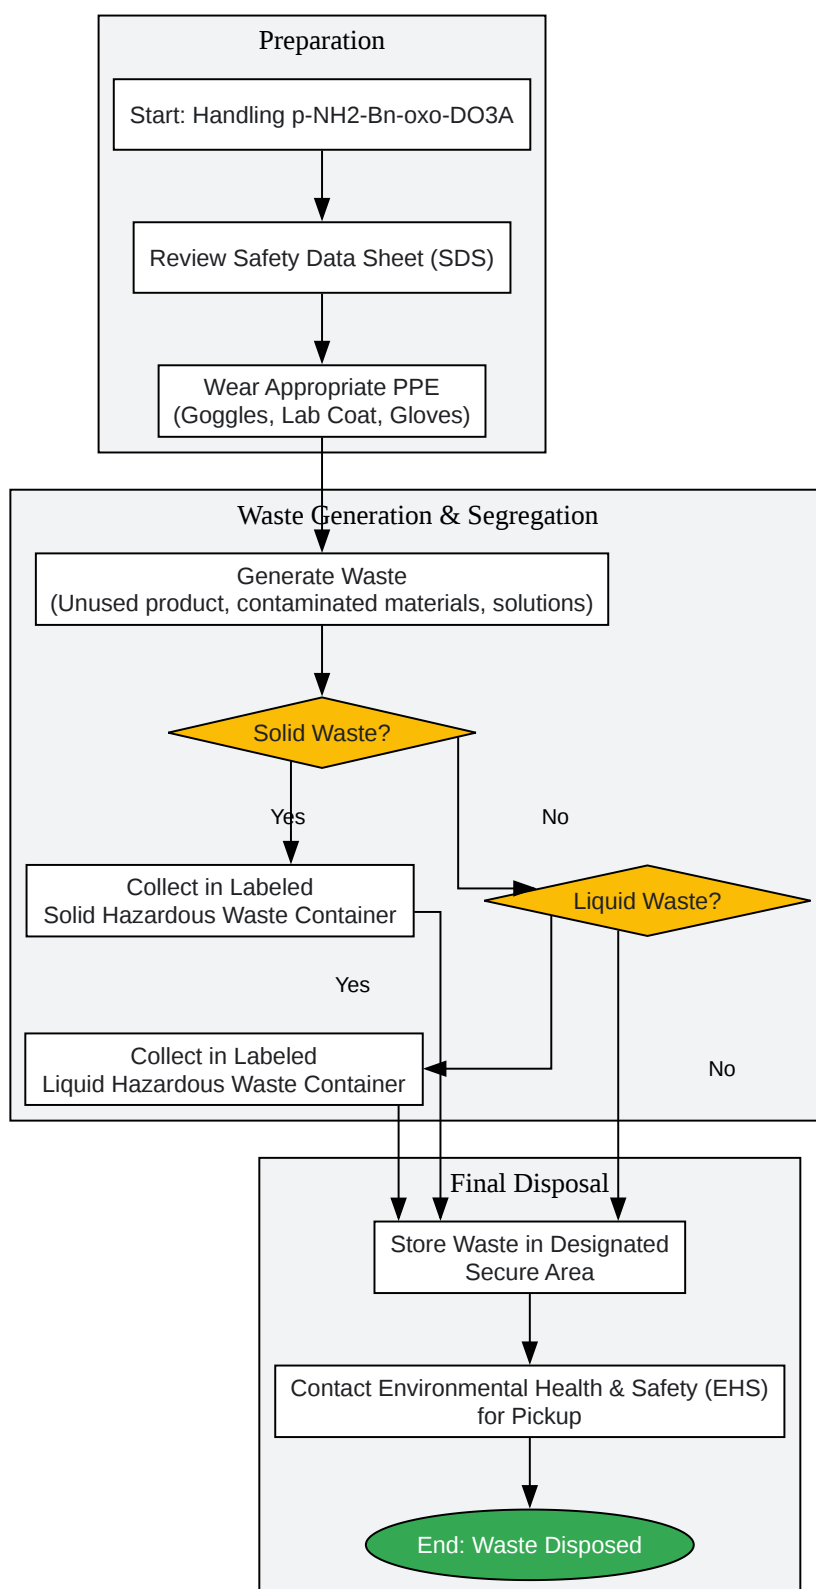 Preparation
Start: Handling p-NH2-Bn-oxo-DO3A
Review Safety Data Sheet (SDS)
Wear Appropriate PPE
(Goggles, Lab Coat, Gloves)
Waste Generation & Segregation
Generate Waste
(Unused product, contaminated materials, solutions)
Solid Waste?
Yes
No
Collect in Labeled
Solid Hazardous Waste Container
Liquid Waste?
Yes
Collect in Labeled
Liquid Hazardous Waste Container
No
Final Disposal
Store Waste in Designated
Secure Area
Contact Environmental Health & Safety (EHS)
for Pickup
End: Waste Disposed